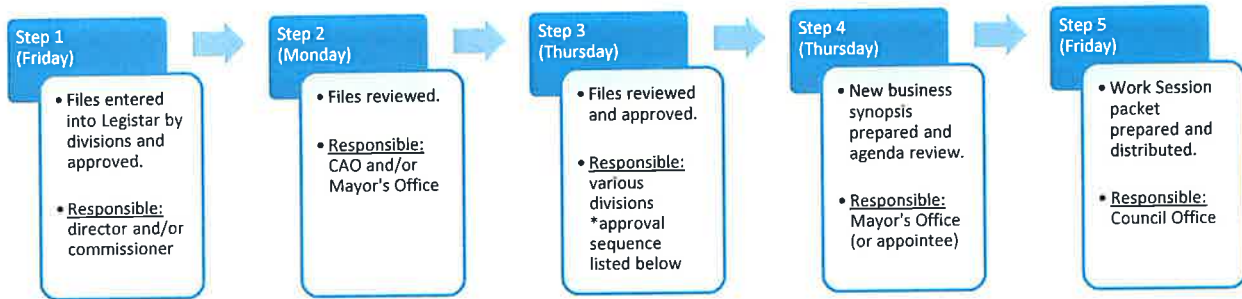 Step 1
(Friday)
• Files entered
into Legistar by
divisions and
approved.
• Responsible:
director and/or
commissioner
Step 2
(Monday)
• Files reviewed.
• Responsible:
CAO and/or
Mayor's Office
Step 3
(Thursday)
• Files reviewed
and approved.
• Responsible:
various
divisions
*approval
sequence
listed below
Step 4
(Thursday)
• New business
synopsis
prepared and
agenda review.
• Responsible:
Mayor's Office
(or appointee)
Step 5
(Friday)
• Work Session
packet
prepared and
distributed.
• Responsible:
Council Office